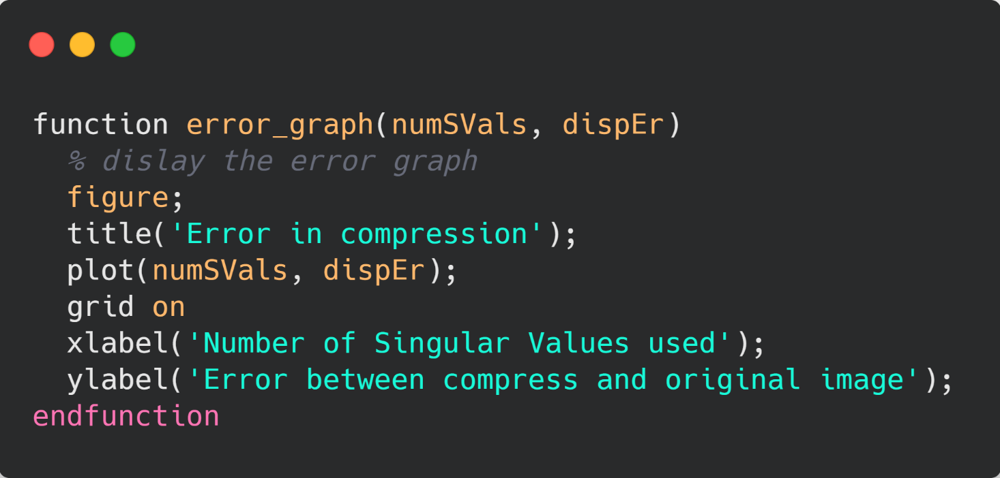 function error_graph(numSVals, dispEr)
  % dislay the error graph
  figure;
  title('Error in compression');
  plot(numSVals, dispEr);
  grid on
  xlabel('Number of Singular Values used');
  ylabel('Error between compress and original image');
endfunction